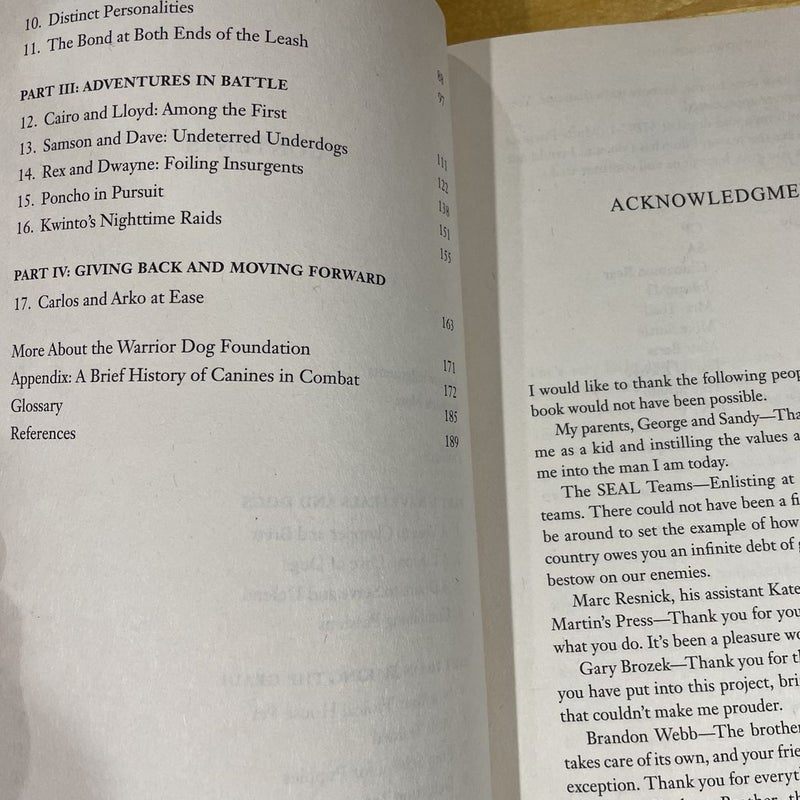 10. Distinct Personalities
11. The Bond at Both Ends of the Leash
88
97
PART III: ADVENTURES IN BATTLE
12. Cairo and Lloyd: Among the First
13. Samson and Dave: Undeterred Underdogs
14. Rex and Dwayne: Foiling Insurgents
15. Poncho in Pursuit
16. Kwinto's Nighttime Raids
111
122
138
151
155
PART IV: GIVING BACK AND MOVING FORWARD
17. Carlos and Arko at Ease
163
More About the Warrior Dog Foundation
171
Appendix: A Brief History of Canines in Combat
172
Glossary
185
References
189
ACKNOWLEDGME
I would like to thank the following peop
book would not have been possible.
My parents, George and Sandy—Tha
me as a kid and instilling the values a
me into the man I am today.
The SEAL Teams—Enlisting at
teams. There could not have been a fi
be around to set the example of how
country owes you an infinite debt of g
bestow on our enemies.
Marc Resnick, his assistant Kate
Martin's Press—Thank you for you
what you do. It's been a pleasure wo
Gary Brozek—Thank you for th
you have put into this project, bri
that couldn't make me prouder.
Brandon Webb—The brother
takes care of its own, and your frie
exception. Thank you for everyt